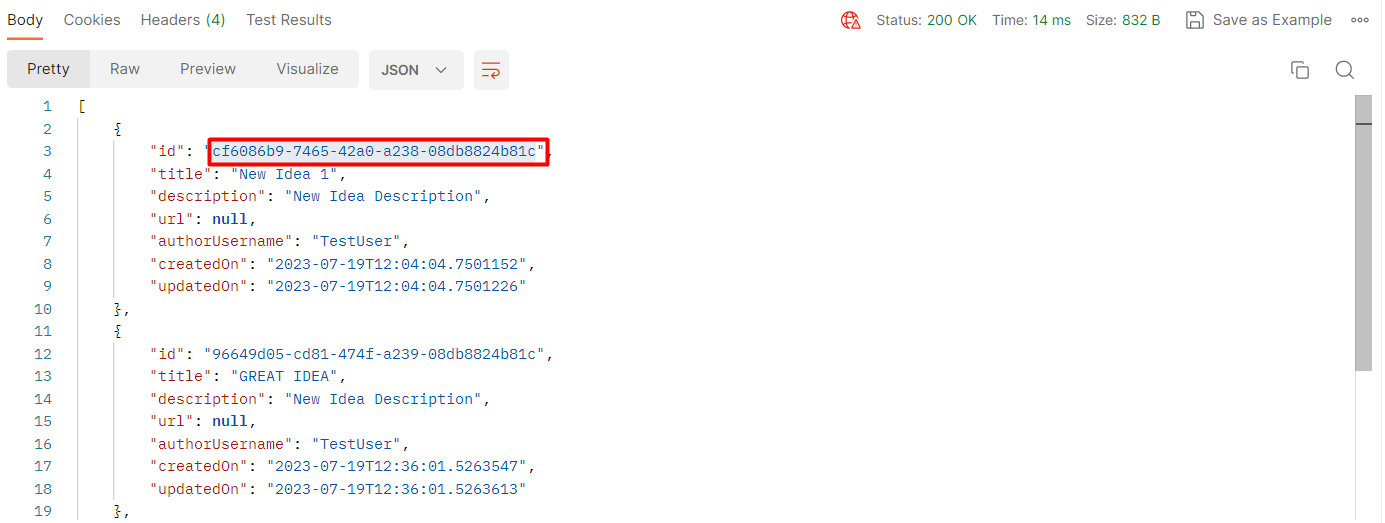 Body Cookies Headers (4) Test Results Status: 200 OK Time: 14 ms Size: 832 B Save as Example
Pretty Raw Preview Visualize JSON
1 [
2 {
3 "id": "cf6086b9-7465-42a0-a238-08db8824b81c",
4 "title": "New Idea 1",
5 "description": "New Idea Description",
6 "url": null,
7 "authorUsername": "TestUser",
8 "createdOn": "2023-07-19T12:04:04.7501152",
9 "updatedOn": "2023-07-19T12:04:04.7501226"
10 },
11 {
12 "id": "96649d05-cd81-474f-a239-08db8824b81c",
13 "title": "GREAT IDEA",
14 "description": "New Idea Description",
15 "url": null,
16 "authorUsername": "TestUser",
17 "createdOn": "2023-07-19T12:36:01.5263547",
18 "updatedOn": "2023-07-19T12:36:01.5263613"
19 },